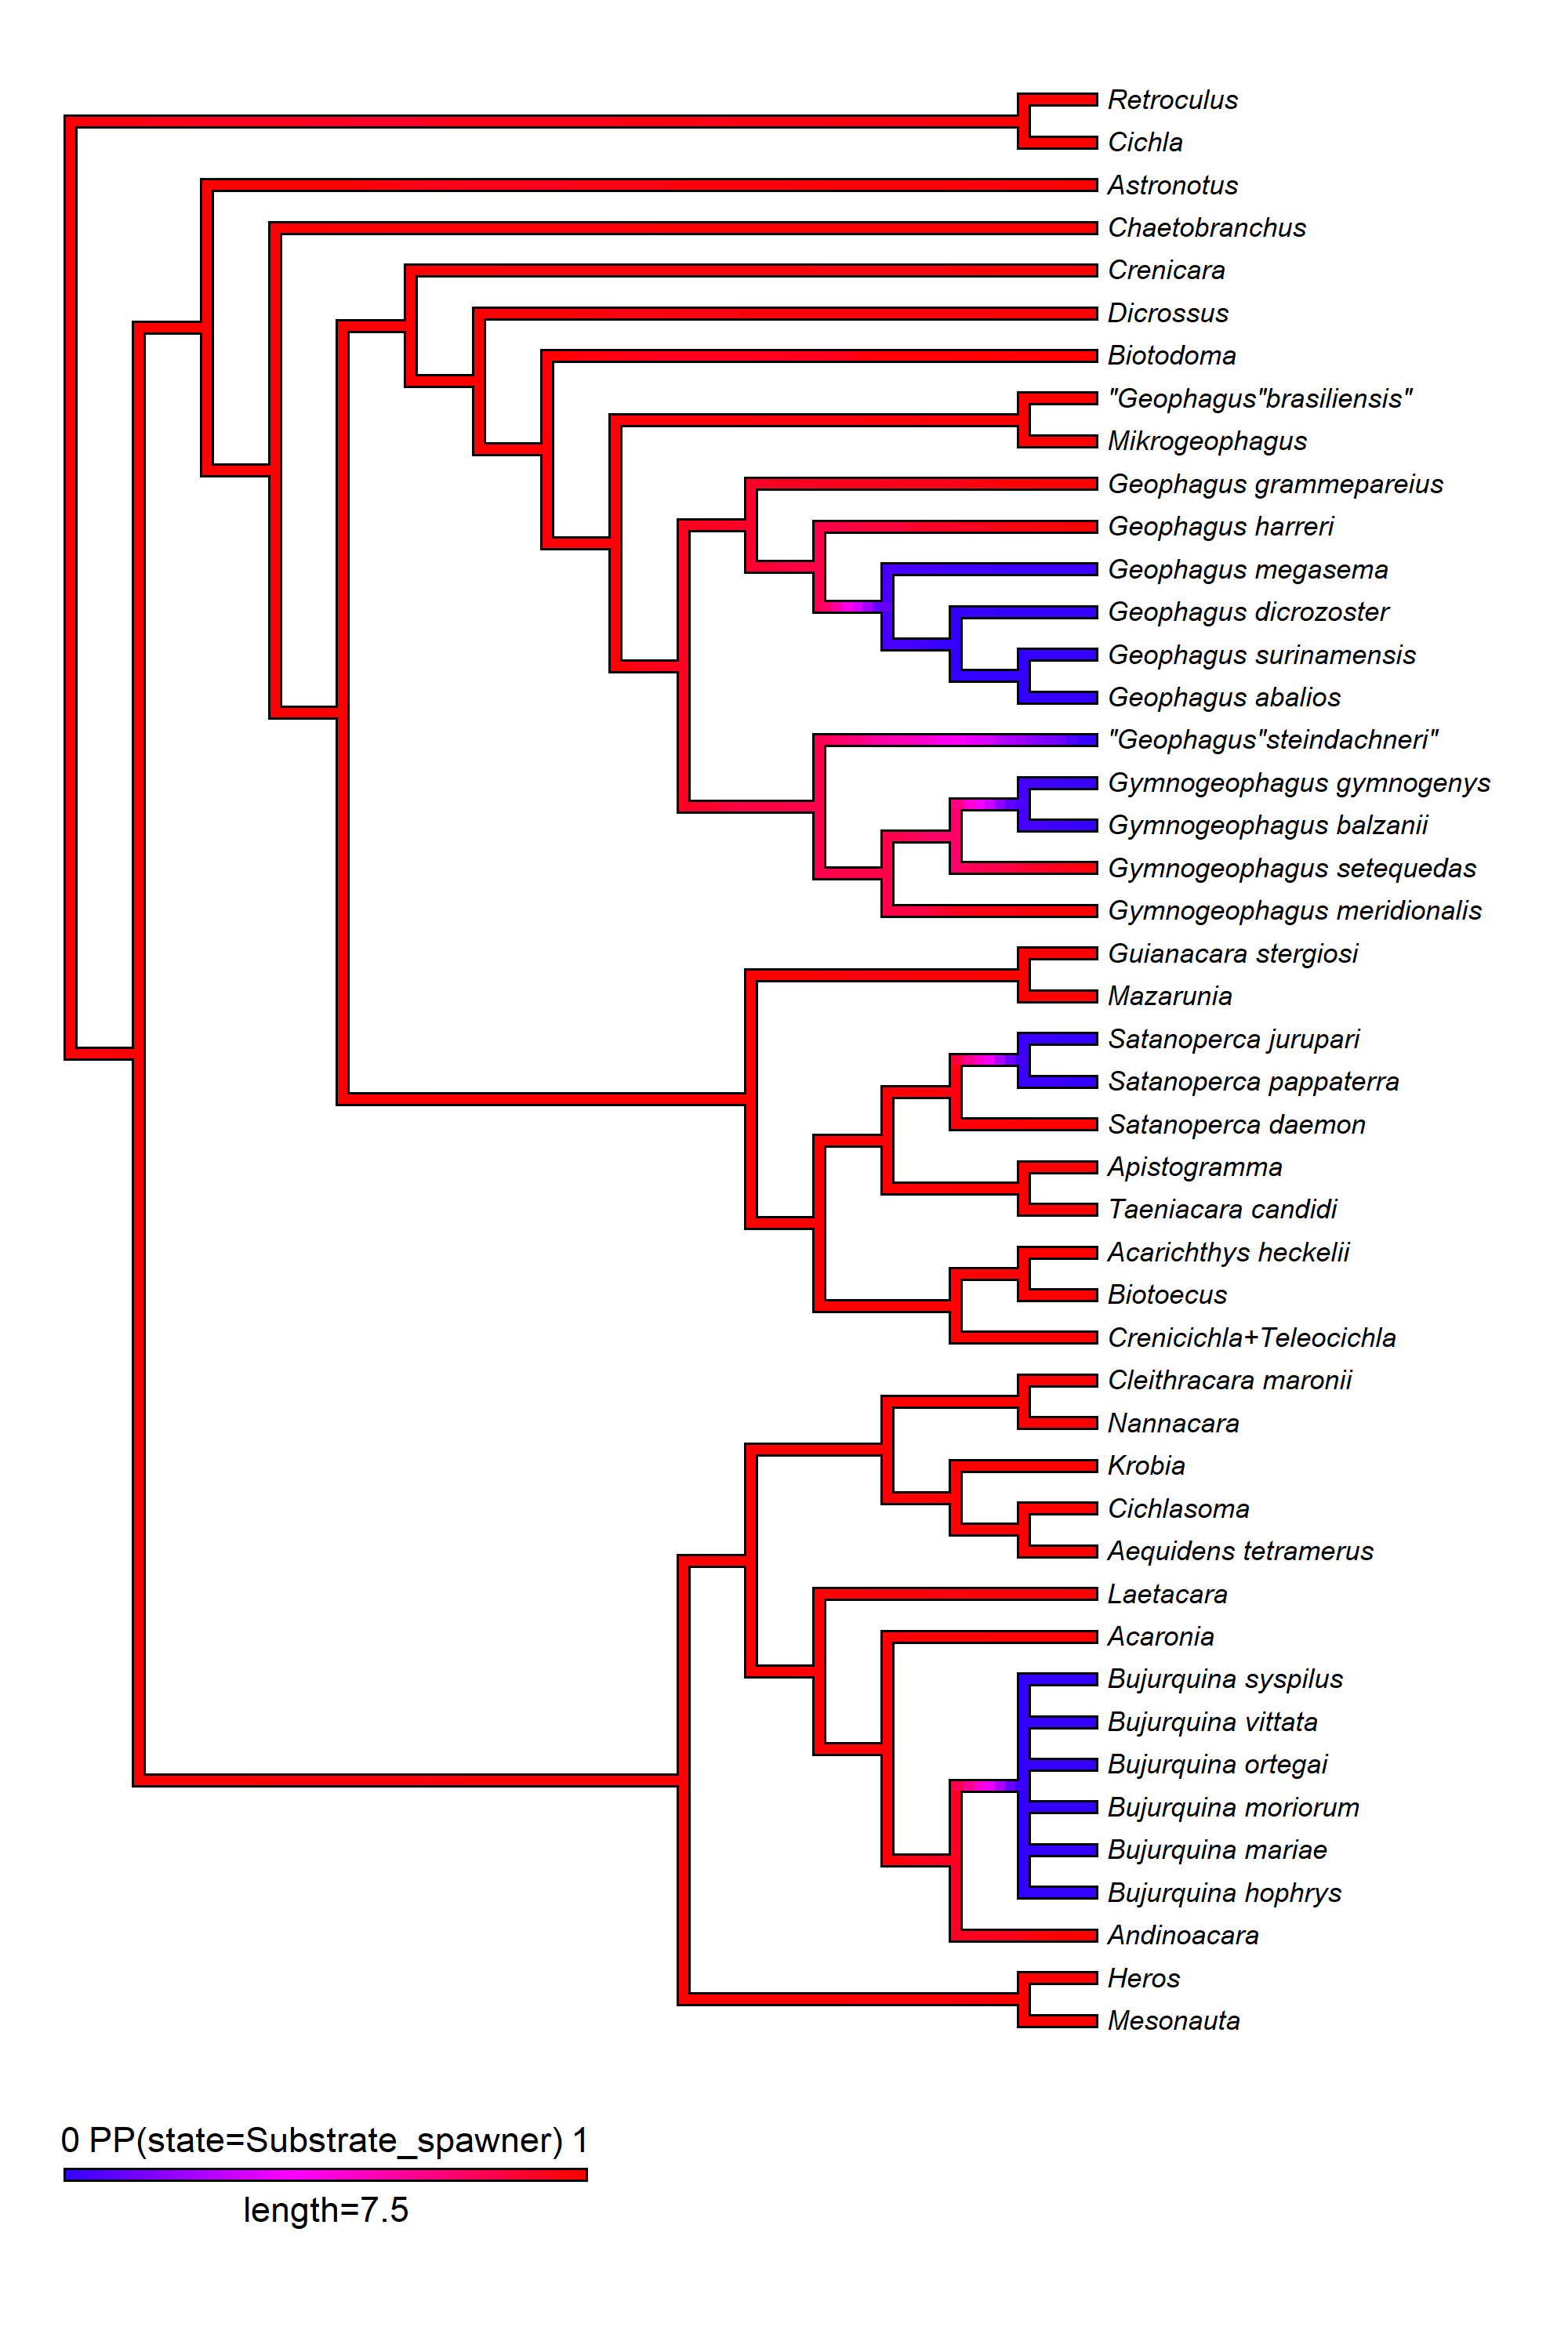 Retroculus
Cichla
Astronotus
Chaetobranchus
Crenicara
Dicrossus
Biotodoma
"Geophagus"brasiliensis"
Mikrogeophagus
Geophagus grammepareius
Geophagus harreri
Geophagus megasema
Geophagus dicrozoster
Geophagus surinamensis
Geophagus abalios
"Geophagus"steindachneri"
Gymnogeophagus gymnogenys
Gymnogeophagus balzanii
Gymnogeophagus setequedas
Gymnogeophagus meridionalis
Guianacara stergiosi
Mazarunia
Satanoperca jurupari
Satanoperca pappaterra
Satanoperca daemon
Apistogramma
Taeniacara candidi
Acarichthys heckelii
Biotoecus
Crenicichla+Teleocichla
Cleithracara maronii
Nannacara
Krobia
Cichlasoma
Aequidens tetramerus
Laetacara
Acaronia
Bujurquina syspilus
Bujurquina vittata
Bujurquina ortegai
Bujurquina moriorum
Bujurquina mariae
Bujurquina hophrys
Andinoacara
Heros
Mesonauta
0 PP(state=Substrate_spawner) 1
length=7.5